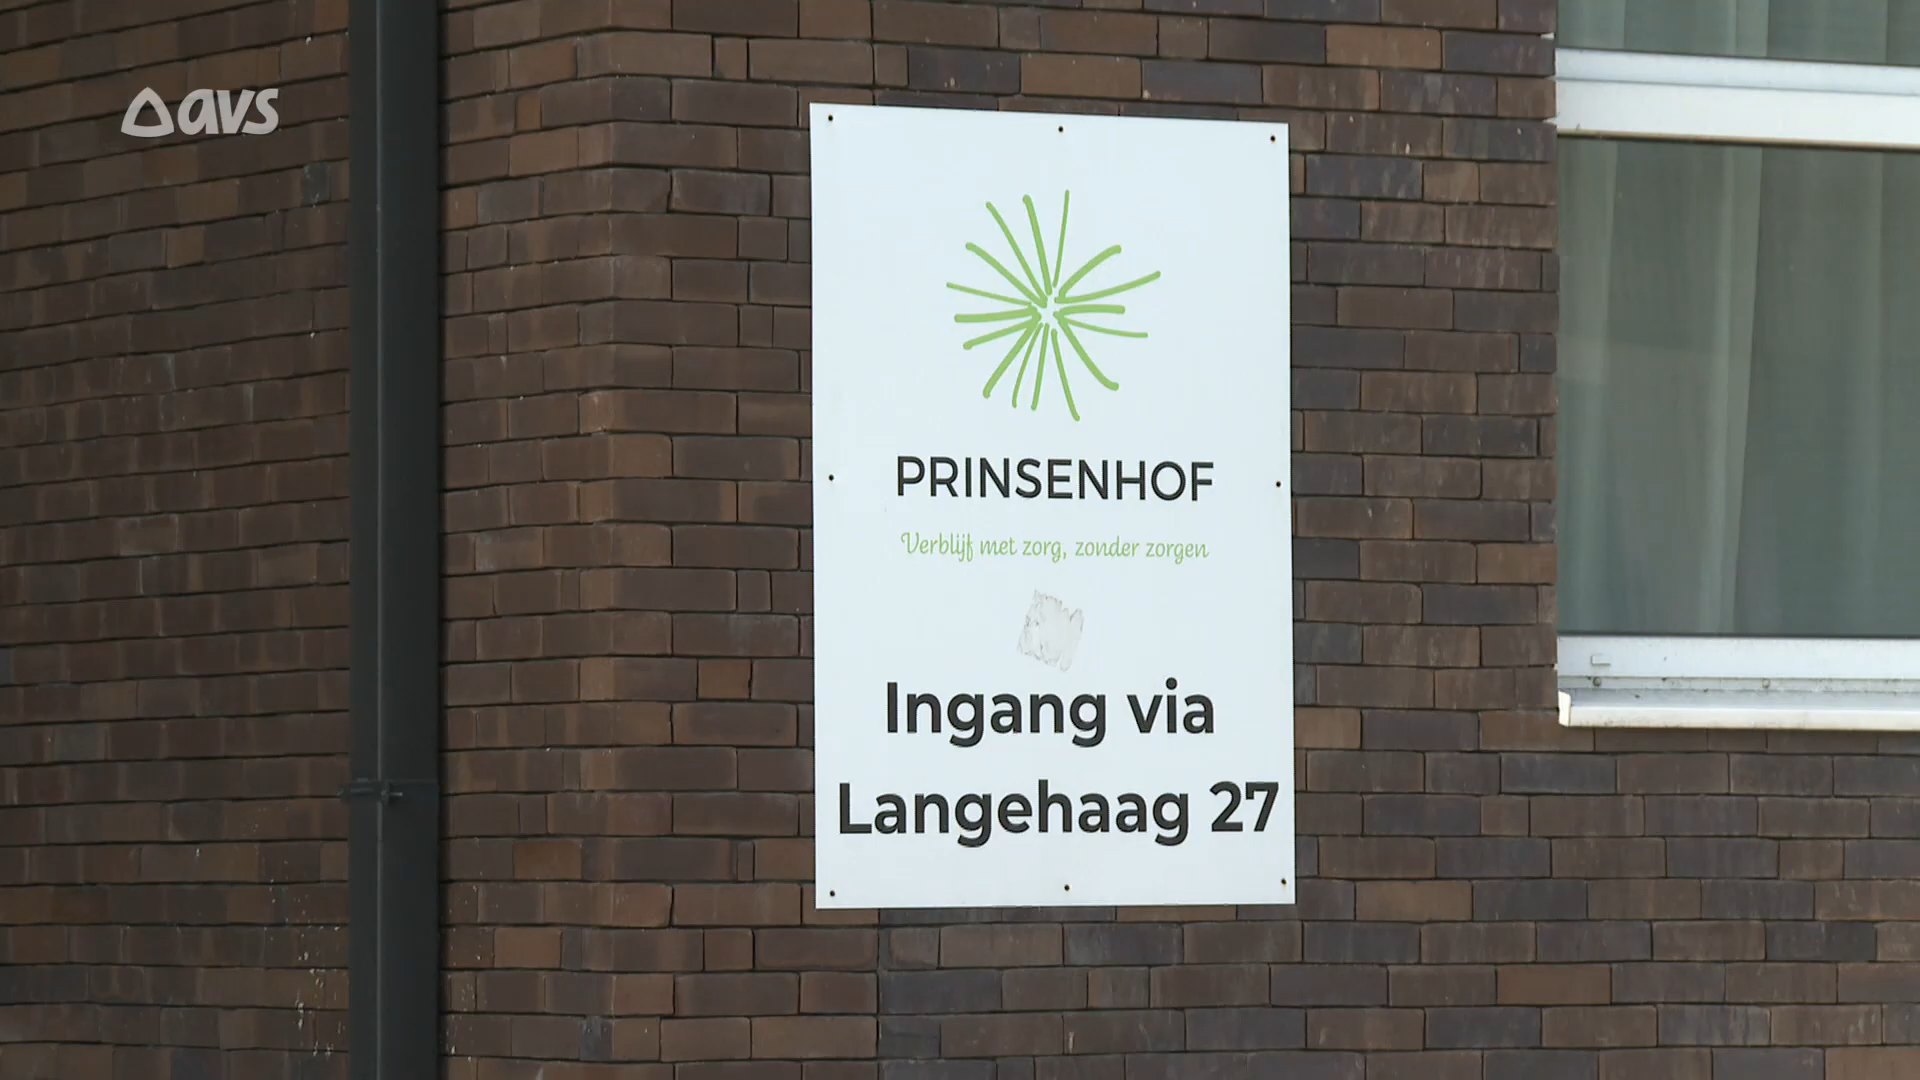 avs
PRINSENHOF
Verblijf met zorg, zonder zorgen
Ingang via
Langehaag 27